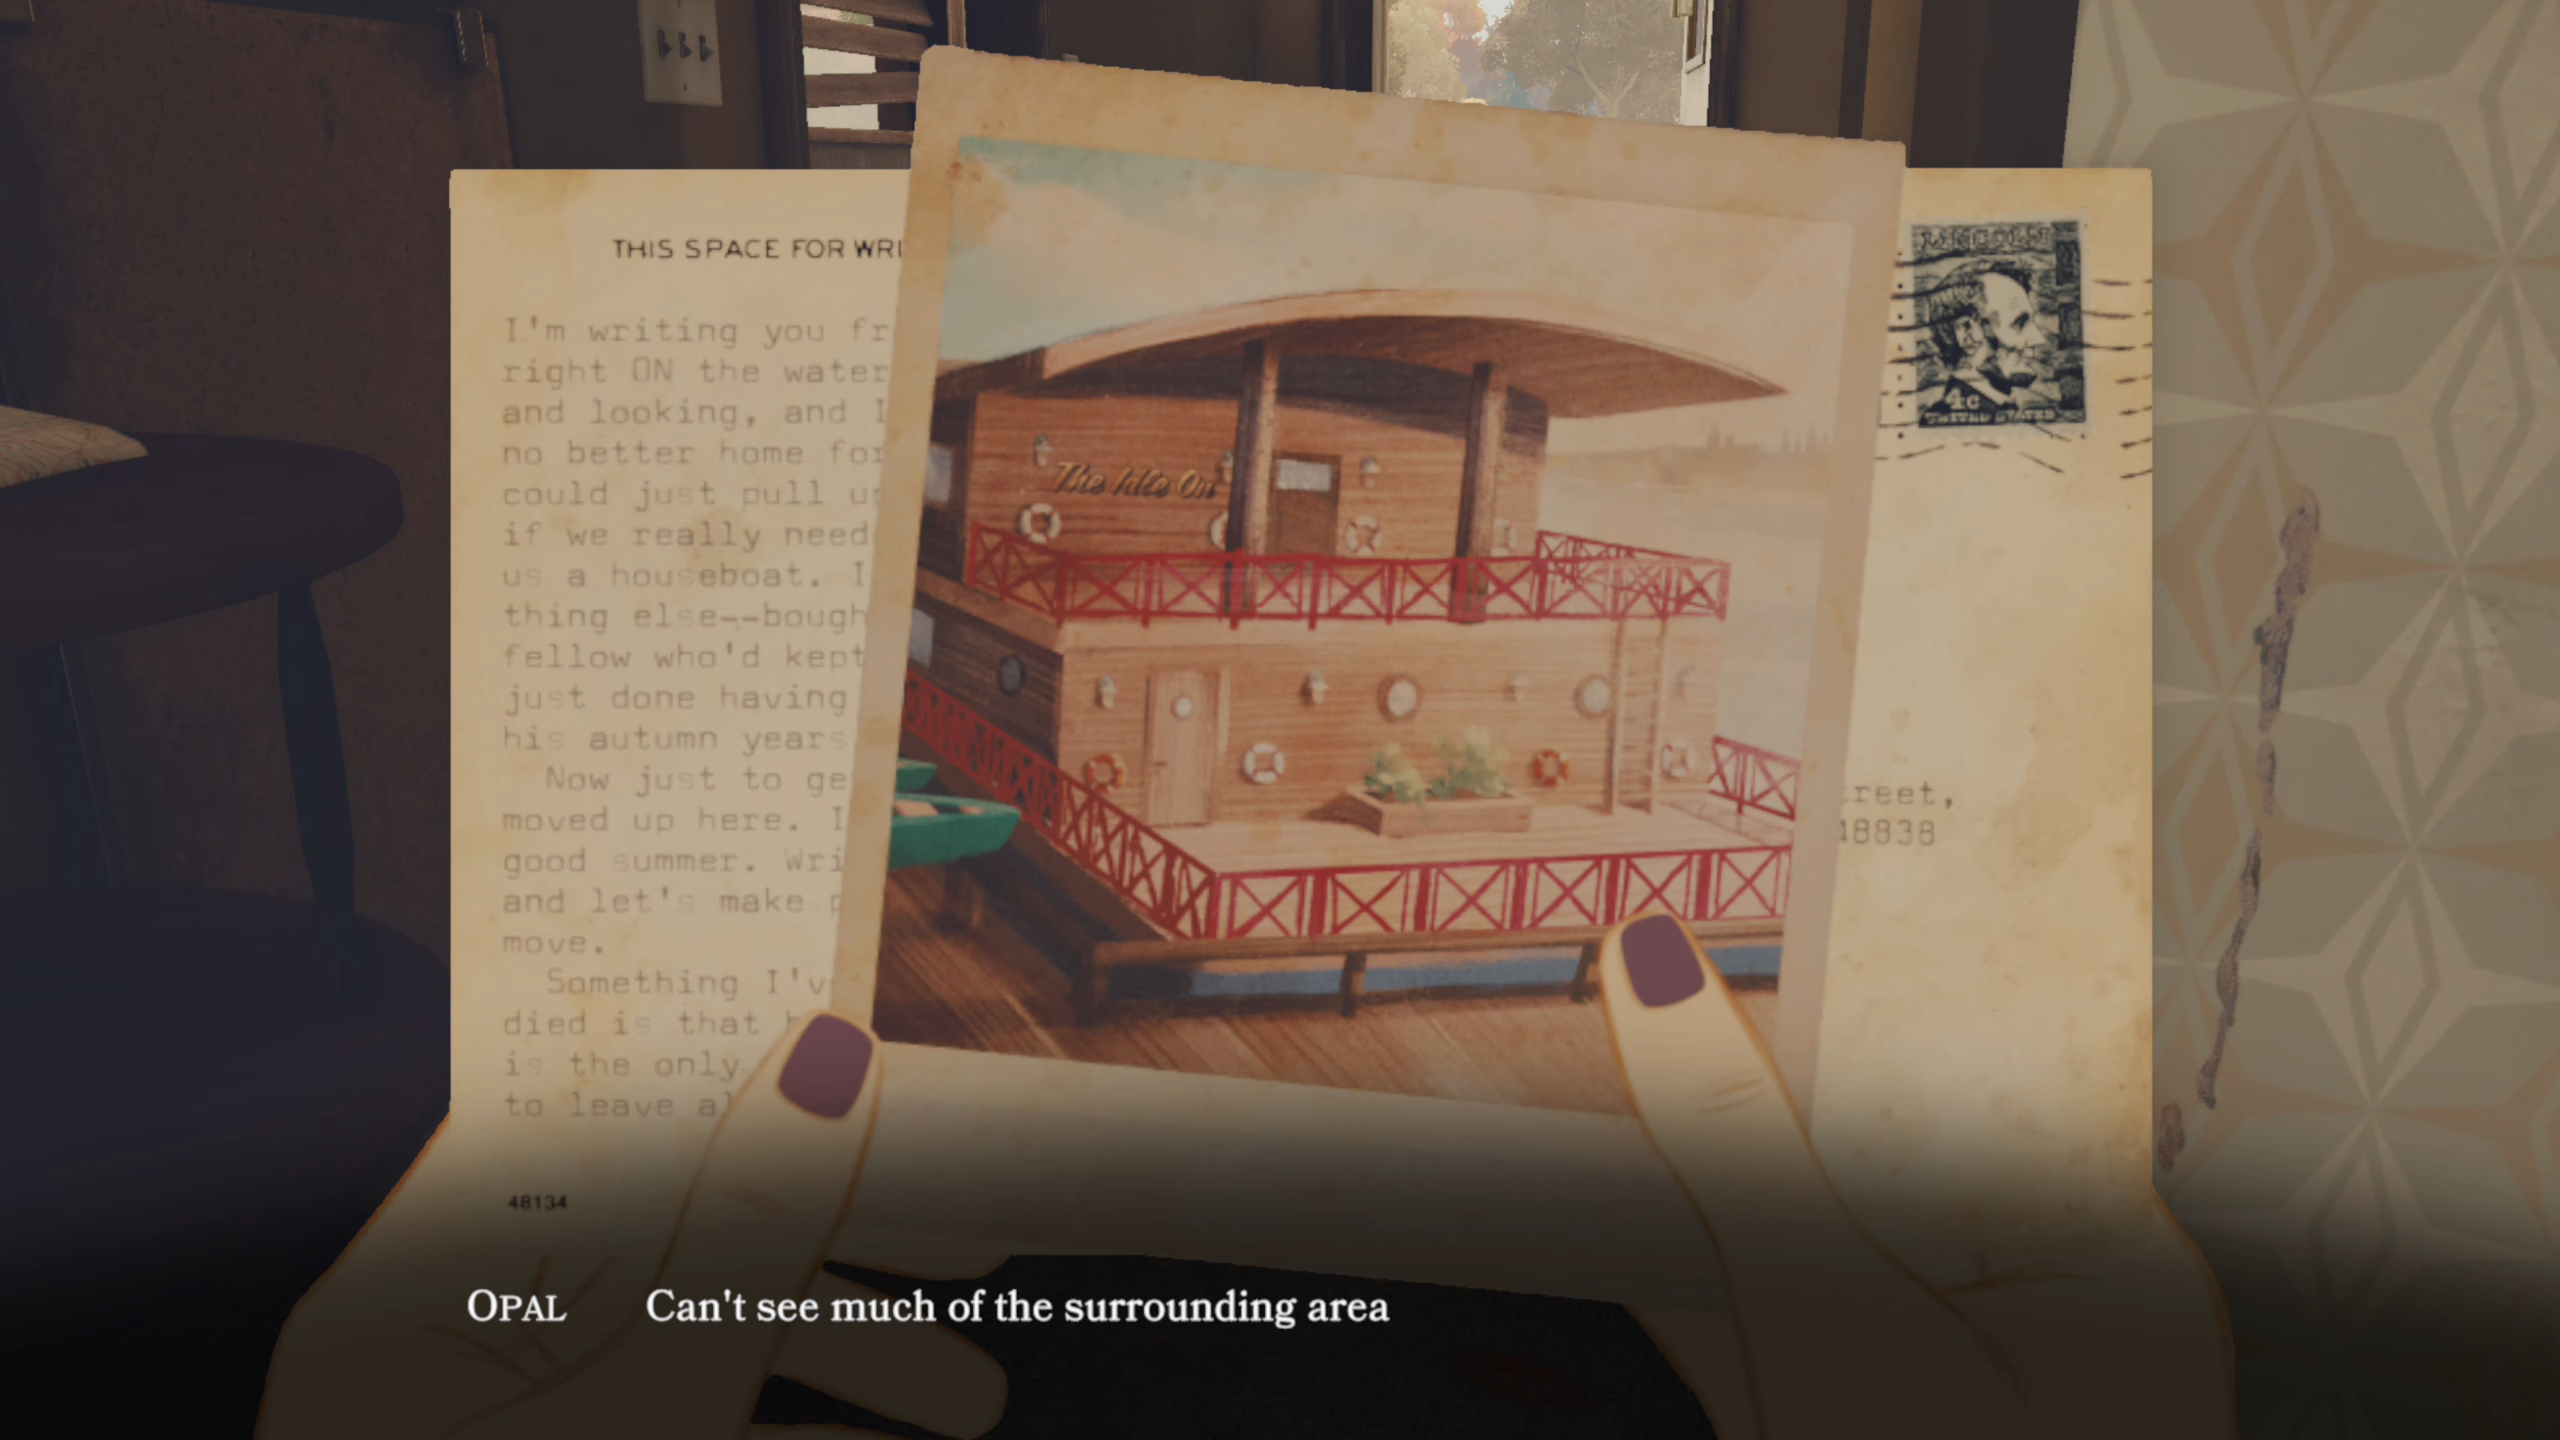 THIS SPACE FOR WRI
I'm writing you fr
right ON the water
and looking, and I
no better home for
could just pull u
if we really need
us a houseboat. I
thing else--bough
fellow who'd kept
just done having
his autumn years
Now just to ge
moved up here. I
good summer. Wri
and let's make
move.
Something I'v
died is that
is the only
to leave al
48134
The Idle On
LINCOLN
4c
UNITED STATES
reet,
48838
OPAL Can't see much of the surrounding area